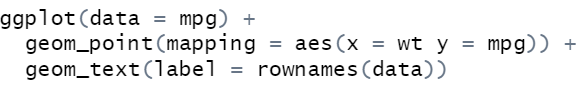 ggplot(data = mpg) +
  geom_point(mapping = aes(x = wt y = mpg)) +
  geom_text(label = rownames(data))